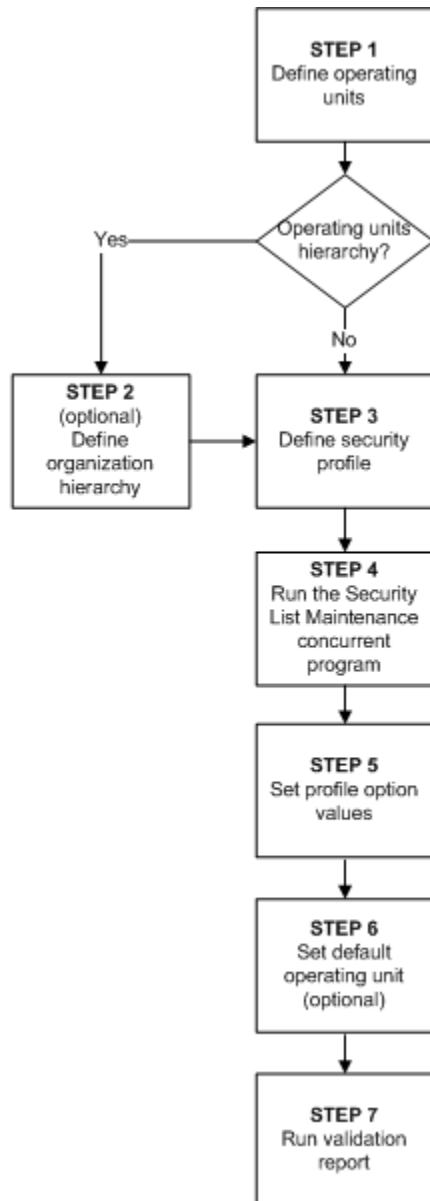 STEP 1
Define operating
units
Operating units
hierarchy?
Yes
No
STEP 2
(optional)
Define
organization
hierarchy
STEP 3
Define security
profile
STEP 4
Run the Security
List Maintenance
concurrent
program
STEP 5
Set profile option
values
STEP 6
Set default
operating unit
(optional)
STEP 7
Run validation
report